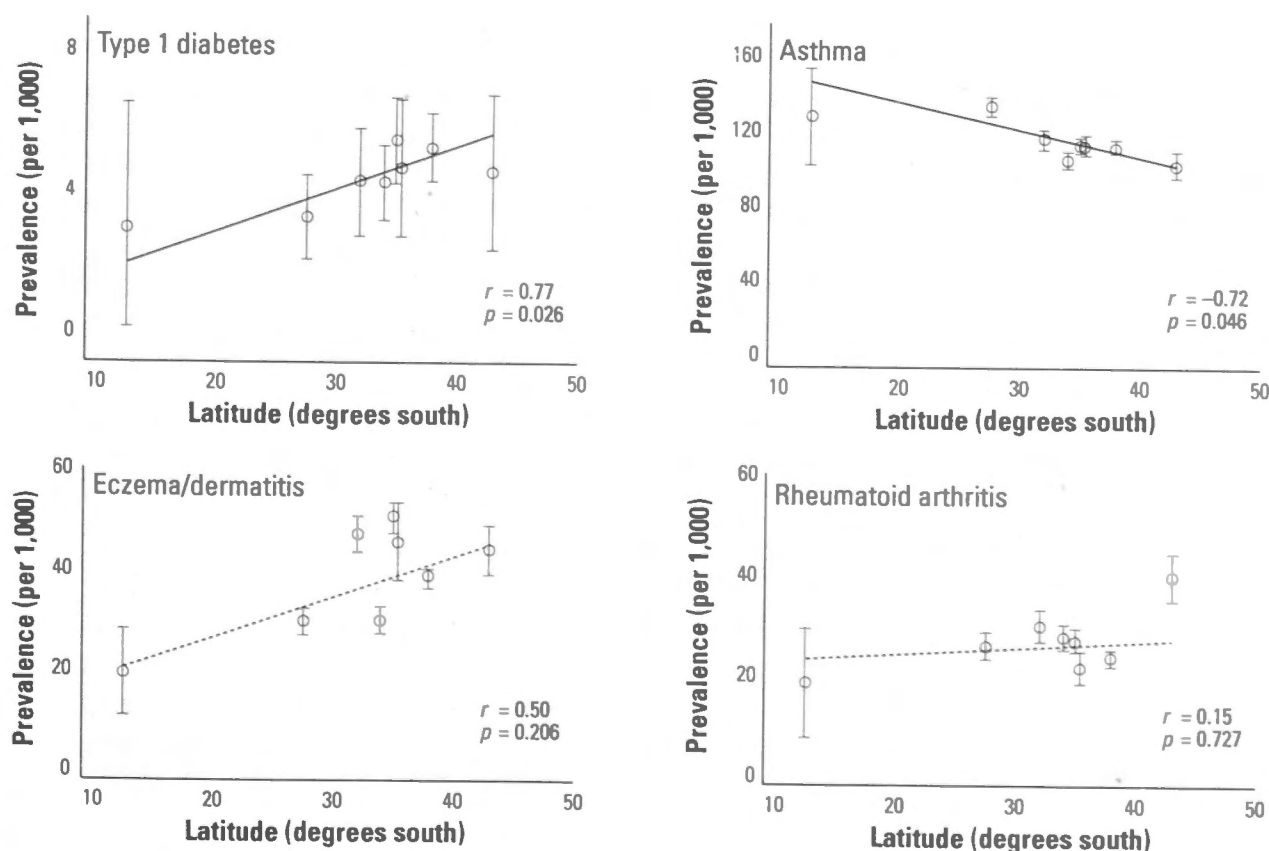 Type 1 diabetes
Prevalence (per 1,000)
8
4
0
r = 0.77
p = 0.026
10 20 30 40 50
Latitude (degrees south)
Asthma
Prevalence (per 1,000)
160
120
80
40
0
r = –0.72
p = 0.046
10 20 30 40 50
Latitude (degrees south)
Eczema/dermatitis
Prevalence (per 1,000)
60
40
20
0
r = 0.50
p = 0.206
10 20 30 40 50
Latitude (degrees south)
Rheumatoid arthritis
Prevalence (per 1,000)
60
40
20
0
r = 0.15
p = 0.727
10 20 30 40 50
Latitude (degrees south)